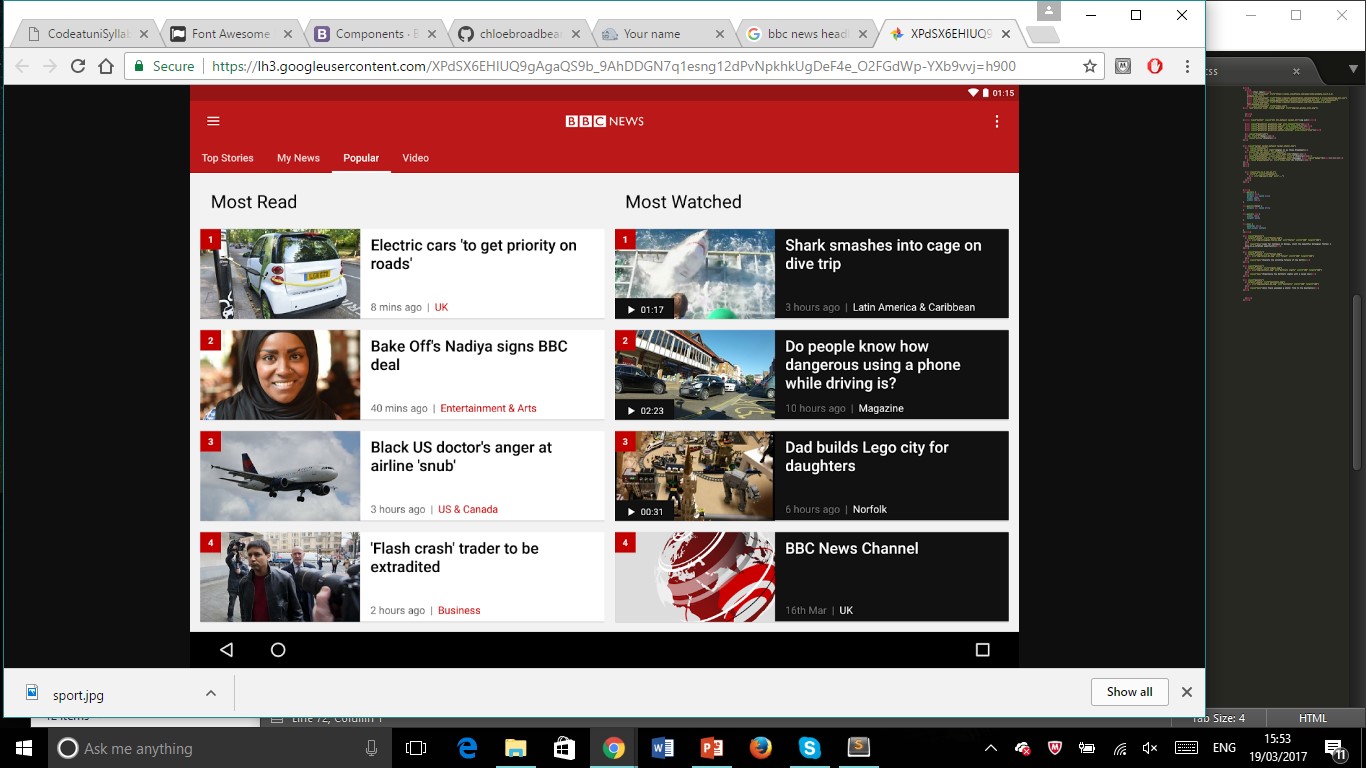 CodeatuniSyllab
Font Awesome
Components · B
chloebroadbear
Your name
bbc news headl
XPdSX6EHIUQ9
Secure
https://lh3.googleusercontent.com/XPdSX6EHIUQ9gAgaQS9b_9AhDDGN7q1esng12dPvNpkhkUgDeF4e_O2FGdWp-YXb9vvj=h900
css
01:15
BBC NEWS
Top Stories
My News
Popular
Video
Most Read
1
Electric cars 'to get priority on
roads'
8 mins ago | UK
2
Bake Off's Nadiya signs BBC
deal
40 mins ago | Entertainment & Arts
3
Black US doctor's anger at
airline 'snub'
3 hours ago | US & Canada
4
'Flash crash' trader to be
extradited
2 hours ago | Business
Most Watched
1
01:17
Shark smashes into cage on
dive trip
3 hours ago | Latin America & Caribbean
2
02:23
Do people know how
dangerous using a phone
while driving is?
10 hours ago | Magazine
3
00:31
Dad builds Lego city for
daughters
6 hours ago | Norfolk
4
BBC News Channel
16th Mar | UK
sport.jpg
Show all
12 items
Line 72, Column 1
Tab Size: 4
HTML
Ask me anything
ENG
15:53
19/03/2017
11